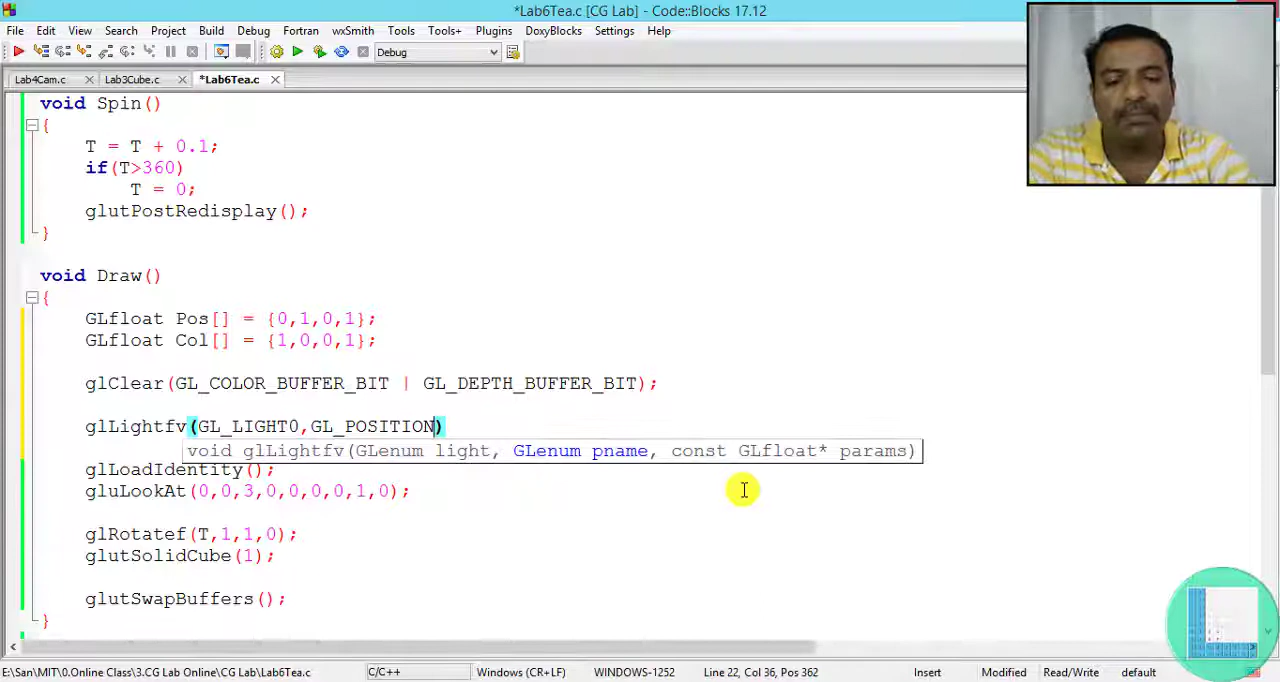 *Lab6Tea.c [CG Lab] - Code::Blocks 17.12
File Edit View Search Project Build Debug Fortran wxSmith Tools Tools+ Plugins DoxyBlocks Settings Help
Debug
Lab4Cam.c Lab3Cube.c *Lab6Tea.c
void Spin()
{
T = T + 0.1;
if(T>360)
T = 0;
glutPostRedisplay();
}
void Draw()
{
GLfloat Pos[] = {0,1,0,1};
GLfloat Col[] = {1,0,0,1};
glClear(GL_COLOR_BUFFER_BIT | GL_DEPTH_BUFFER_BIT);
glLightfv(GL_LIGHT0,GL_POSITION)
void glLightfv(GLenum light, GLenum pname, const GLfloat* params)
glLoadIdentity();
gluLookAt(0,0,3,0,0,0,0,1,0);
glRotatef(T,1,1,0);
glutSolidCube(1);
glutSwapBuffers();
}
E:\San\MIT\0.Online Class\3.CG Lab Online\CG Lab\Lab6Tea.c C/C++ Windows (CR+LF) WINDOWS-1252 Line 22, Col 36, Pos 362 Insert Modified Read/Write default